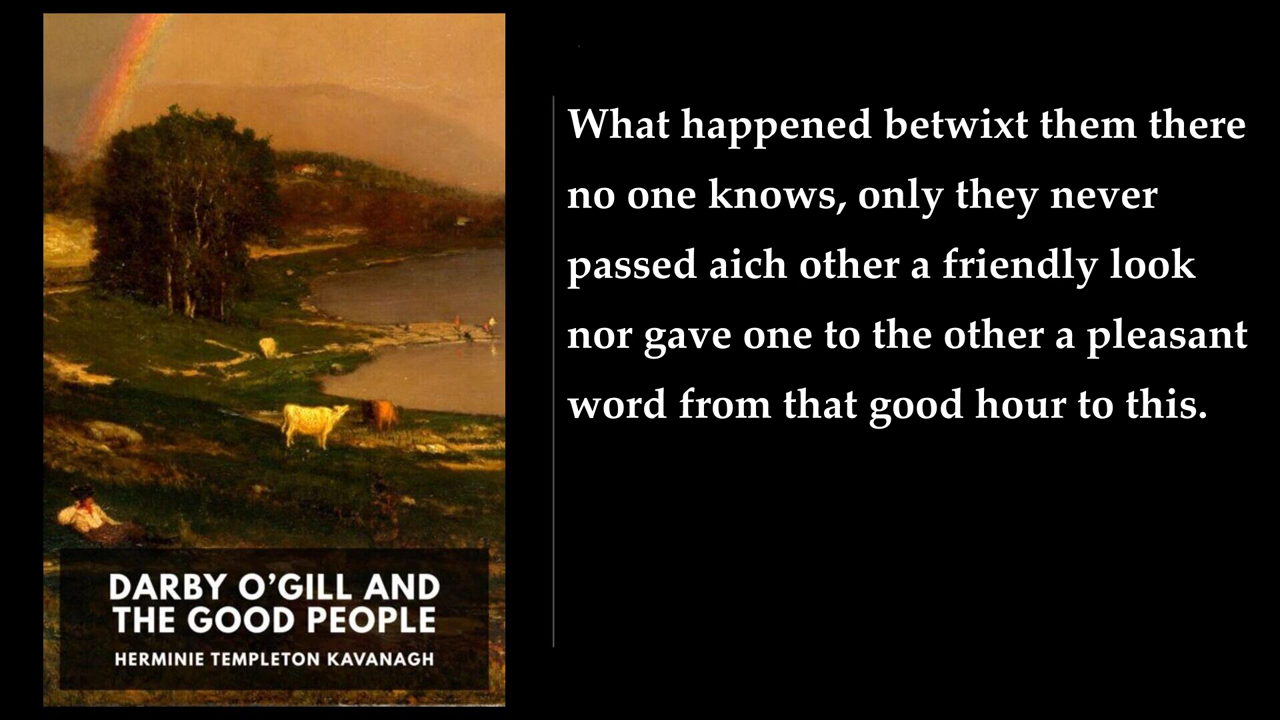 DARBY O’GILL AND
THE GOOD PEOPLE
HERMINIE TEMPLETON KAVANAGH
What happened betwixt them there
no one knows, only they never
passed aich other a friendly look
nor gave one to the other a pleasant
word from that good hour to this.